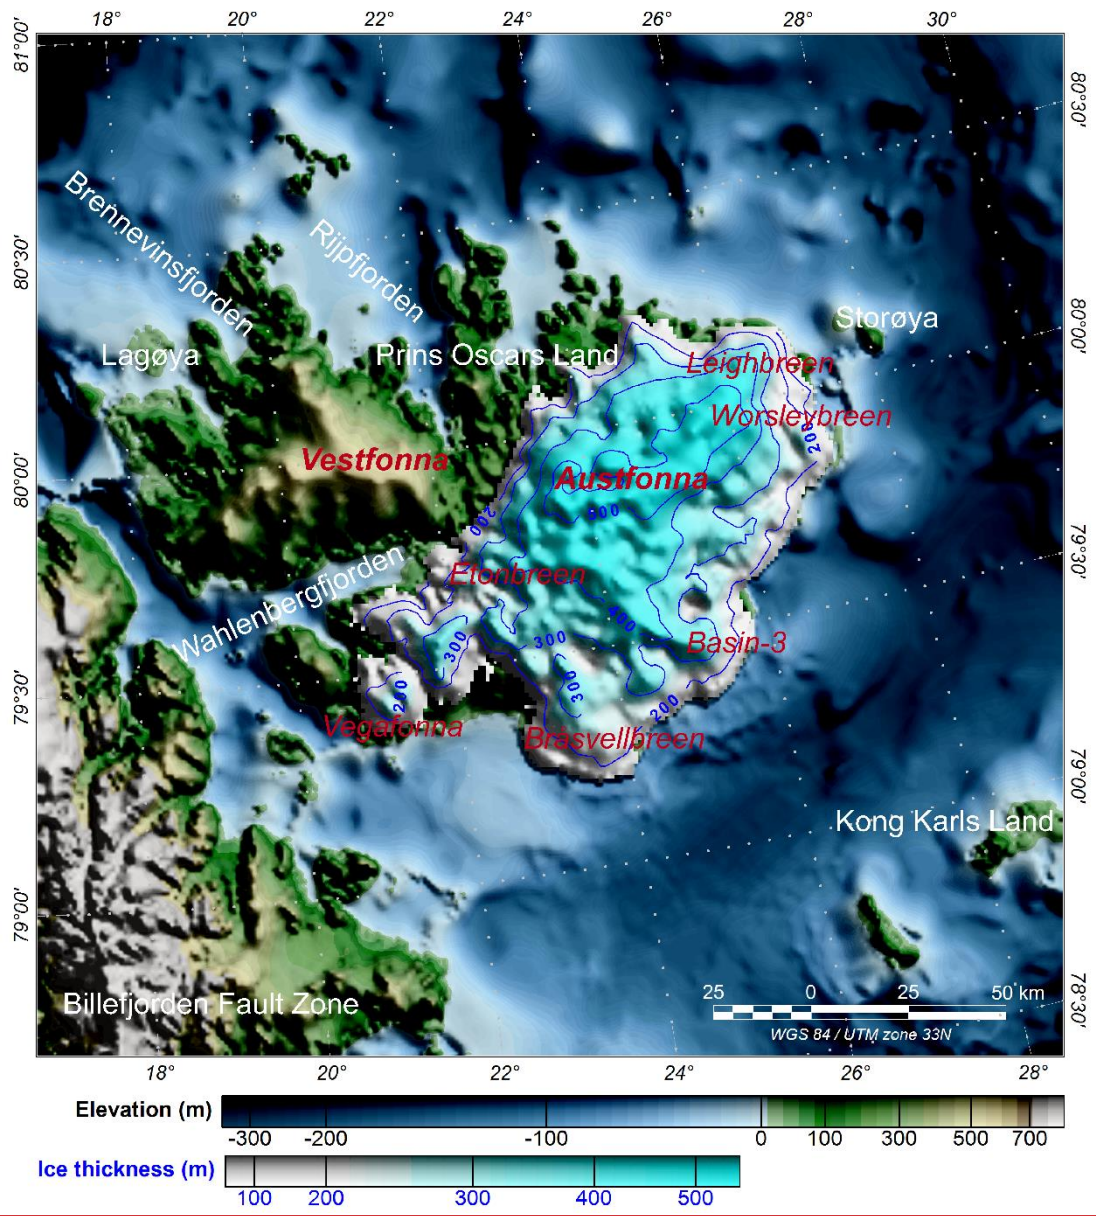 18° 20° 22° 24° 26° 28° 30°
81°00'
80°30'
Brennevinsfjorden
Rijpfjorden
80°30'
Storøya
80°00'
Lagøya
Prins Oscars Land
Leighbreen
Worsleybreen
200
Vestfonna
Austfonna
80°00'
500
200
79°30'
Etonbreen
Wahlenbergfjorden
400
300
300
Basin-3
79°30'
300
200
200
Vegafonna
Bråsvellbreen
79°00'
Kong Karls Land
79°00'
Billefjorden Fault Zone
25 0 25 50 km
78°30'
WGS 84 / UTM zone 33N
18° 20° 22° 24° 26° 28°
Elevation (m)
-300 -200 -100 0 100 300 500 700
Ice thickness (m)
100 200 300 400 500